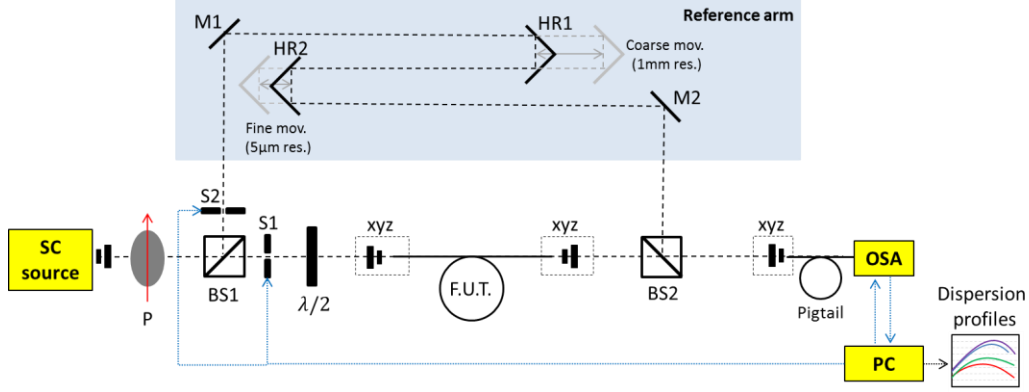 Reference arm
M1
HR1
HR2
Coarse mov.
(1mm res.)
M2
Fine mov.
(5µm res.)
S2
S1
xyz
xyz
xyz
SC
source
P
BS1
λ/2
F.U.T.
BS2
OSA
Pigtail
Dispersion
profiles
PC